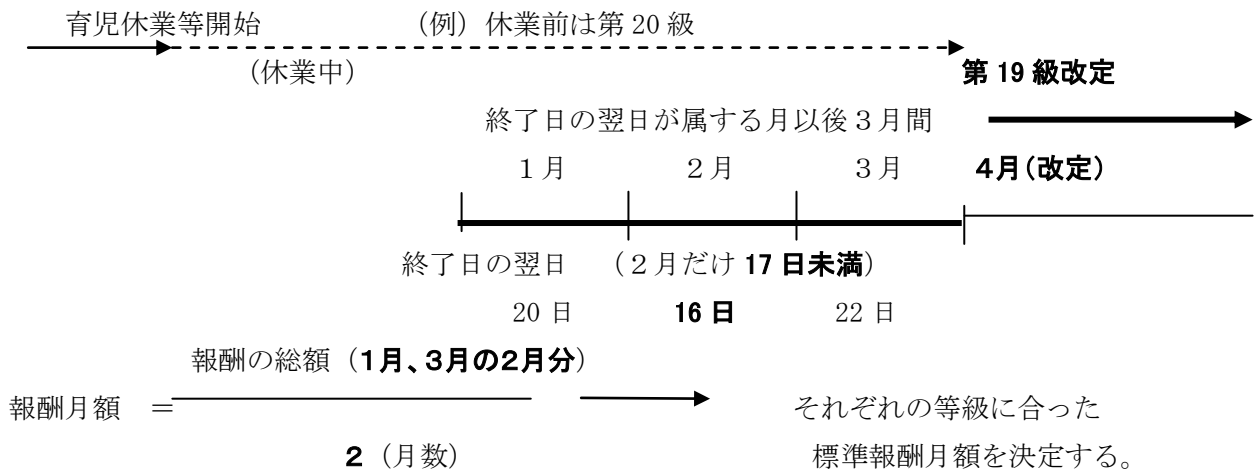 育児休業等開始　（例）休業前は第 20 級
（休業中）　第 19 級改定
終了日の翌日が属する月以後３月間
１月　２月　３月　４月（改定）
終了日の翌日　（２月だけ 17 日未満）
20 日　16 日　22 日
報酬の総額（１月、３月の２月分）
報酬月額　＝　それぞれの等級に合った
２（月数）　標準報酬月額を決定する。